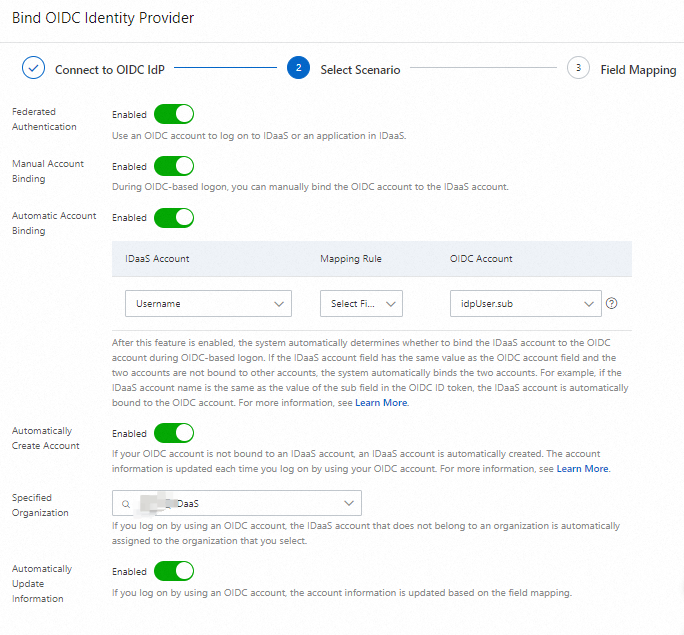 Bind OIDC Identity Provider
Connect to OIDC IdP
2
Select Scenario
3
Field Mapping
Federated
Authentication
Enabled
Use an OIDC account to log on to IDaaS or an application in IDaaS.
Manual Account
Binding
Enabled
During OIDC-based logon, you can manually bind the OIDC account to the IDaaS account.
Automatic Account
Binding
Enabled
IDaaS Account
Mapping Rule
OIDC Account
Username
Select Fi...
idpUser.sub
?
After this feature is enabled, the system automatically determines whether to bind the IDaaS account to the OIDC
account during OIDC-based logon. If the IDaaS account field has the same value as the OIDC account field and the
two accounts are not bound to other accounts, the system automatically binds the two accounts. For example, if the
IDaaS account name is the same as the value of the sub field in the OIDC ID token, the IDaaS account is automatically
bound to the OIDC account. For more information, see Learn More.
Automatically
Create Account
Enabled
If your OIDC account is not bound to an IDaaS account, an IDaaS account is automatically created. The account
information is updated each time you log on by using your OIDC account. For more information, see Learn More.
Specified
Organization
IDaaS
If you log on by using an OIDC account, the IDaaS account that does not belong to an organization is automatically
assigned to the organization that you select.
Automatically
Update
Information
Enabled
If you log on by using an OIDC account, the account information is updated based on the field mapping.